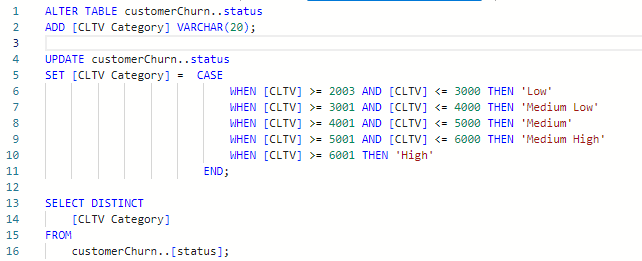 1 ALTER TABLE customerChurn..status
2 ADD [CLTV Category] VARCHAR(20);
3
4 UPDATE customerChurn..status
5 SET [CLTV Category] = CASE
6 WHEN [CLTV] >= 2003 AND [CLTV] <= 3000 THEN 'Low'
7 WHEN [CLTV] >= 3001 AND [CLTV] <= 4000 THEN 'Medium Low'
8 WHEN [CLTV] >= 4001 AND [CLTV] <= 5000 THEN 'Medium'
9 WHEN [CLTV] >= 5001 AND [CLTV] <= 6000 THEN 'Medium High'
10 WHEN [CLTV] >= 6001 THEN 'High'
11 END;
12
13 SELECT DISTINCT
14 [CLTV Category]
15 FROM
16 customerChurn..[status];